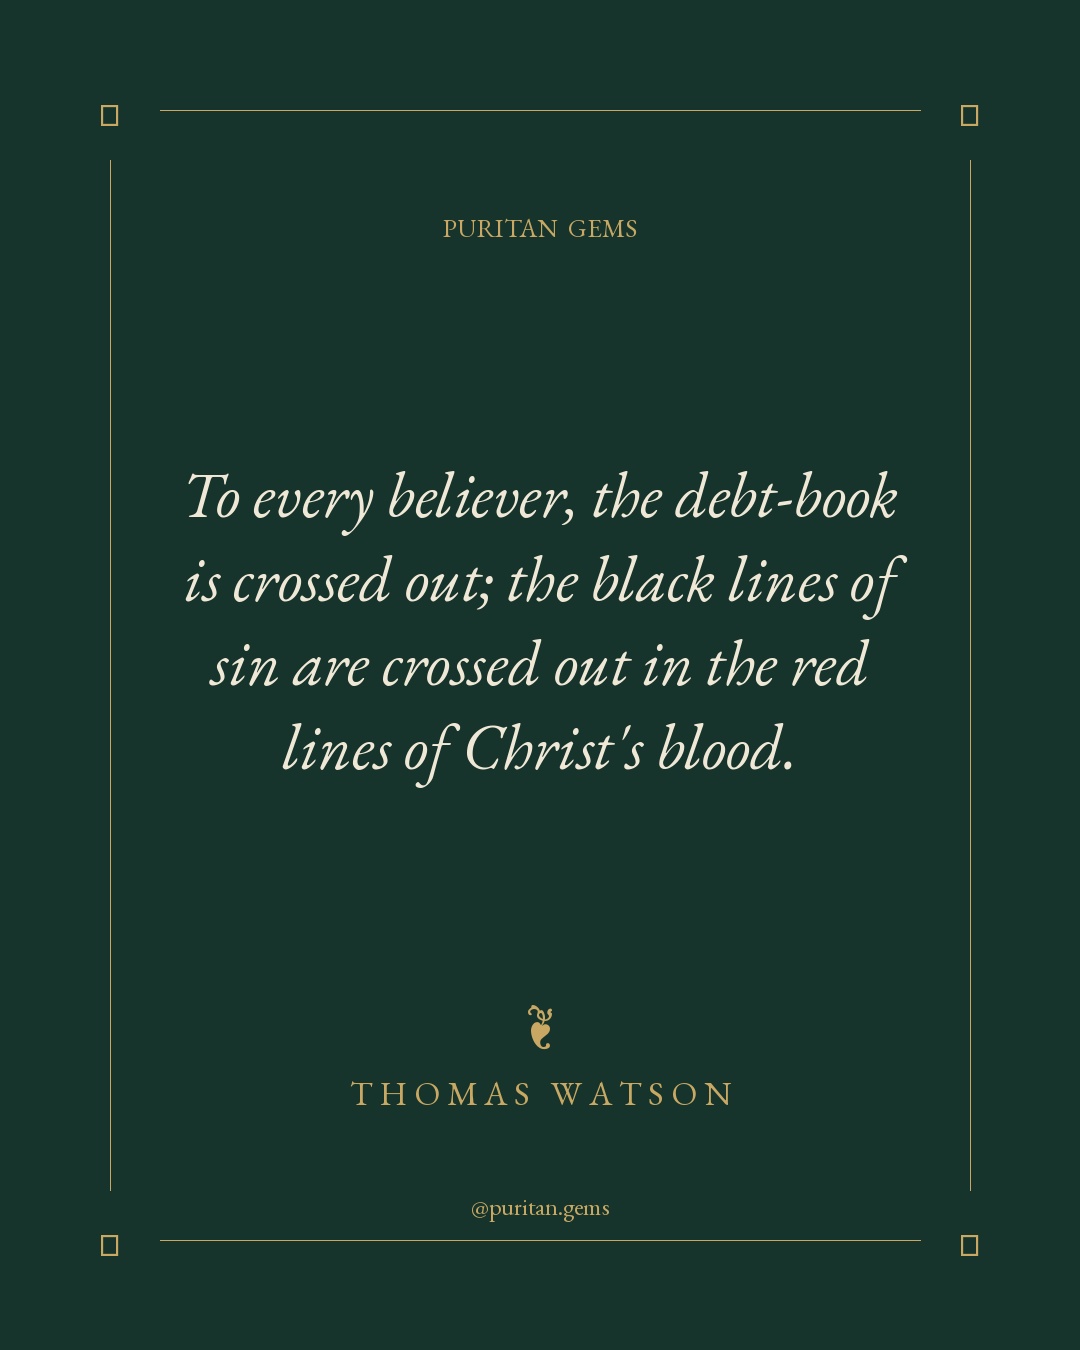 PURITAN GEMS
To every believer, the debt-book
is crossed out; the black lines of
sin are crossed out in the red
lines of Christ's blood.
❦
THOMAS WATSON
@puritan.gems